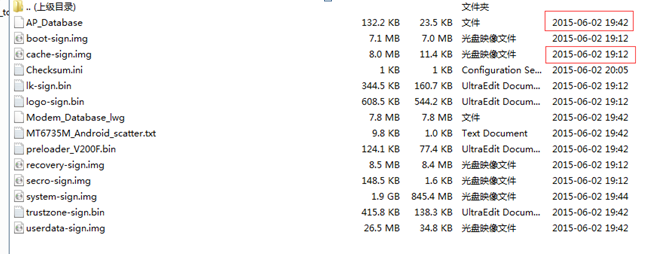 .. (上级目录) 文件夹
AP_Database 132.2 KB 23.5 KB 文件 2015-06-02 19:42
boot-sign.img 7.1 MB 7.0 MB 光盘映像文件 2015-06-02 19:12
cache-sign.img 8.0 MB 11.4 KB 光盘映像文件 2015-06-02 19:12
Checksum.ini 1 KB 1 KB Configuration Se... 2015-06-02 20:05
lk-sign.bin 344.5 KB 160.7 KB UltraEdit Docum... 2015-06-02 19:12
logo-sign.bin 608.5 KB 544.2 KB UltraEdit Docum... 2015-06-02 19:12
Modem_Database_lwg 7.8 MB 7.8 MB 文件 2015-06-02 19:42
MT6735M_Android_scatter.txt 9.8 KB 1.0 KB Text Document 2015-06-02 19:42
preloader_V200F.bin 124.1 KB 77.4 KB UltraEdit Docum... 2015-06-02 19:42
recovery-sign.img 8.5 MB 8.4 MB 光盘映像文件 2015-06-02 19:12
secro-sign.img 148.5 KB 1.6 KB 光盘映像文件 2015-06-02 19:12
system-sign.img 1.9 GB 845.4 MB 光盘映像文件 2015-06-02 19:44
trustzone-sign.bin 415.8 KB 138.3 KB UltraEdit Docum... 2015-06-02 19:42
userdata-sign.img 26.5 MB 34.8 KB 光盘映像文件 2015-06-02 19:42